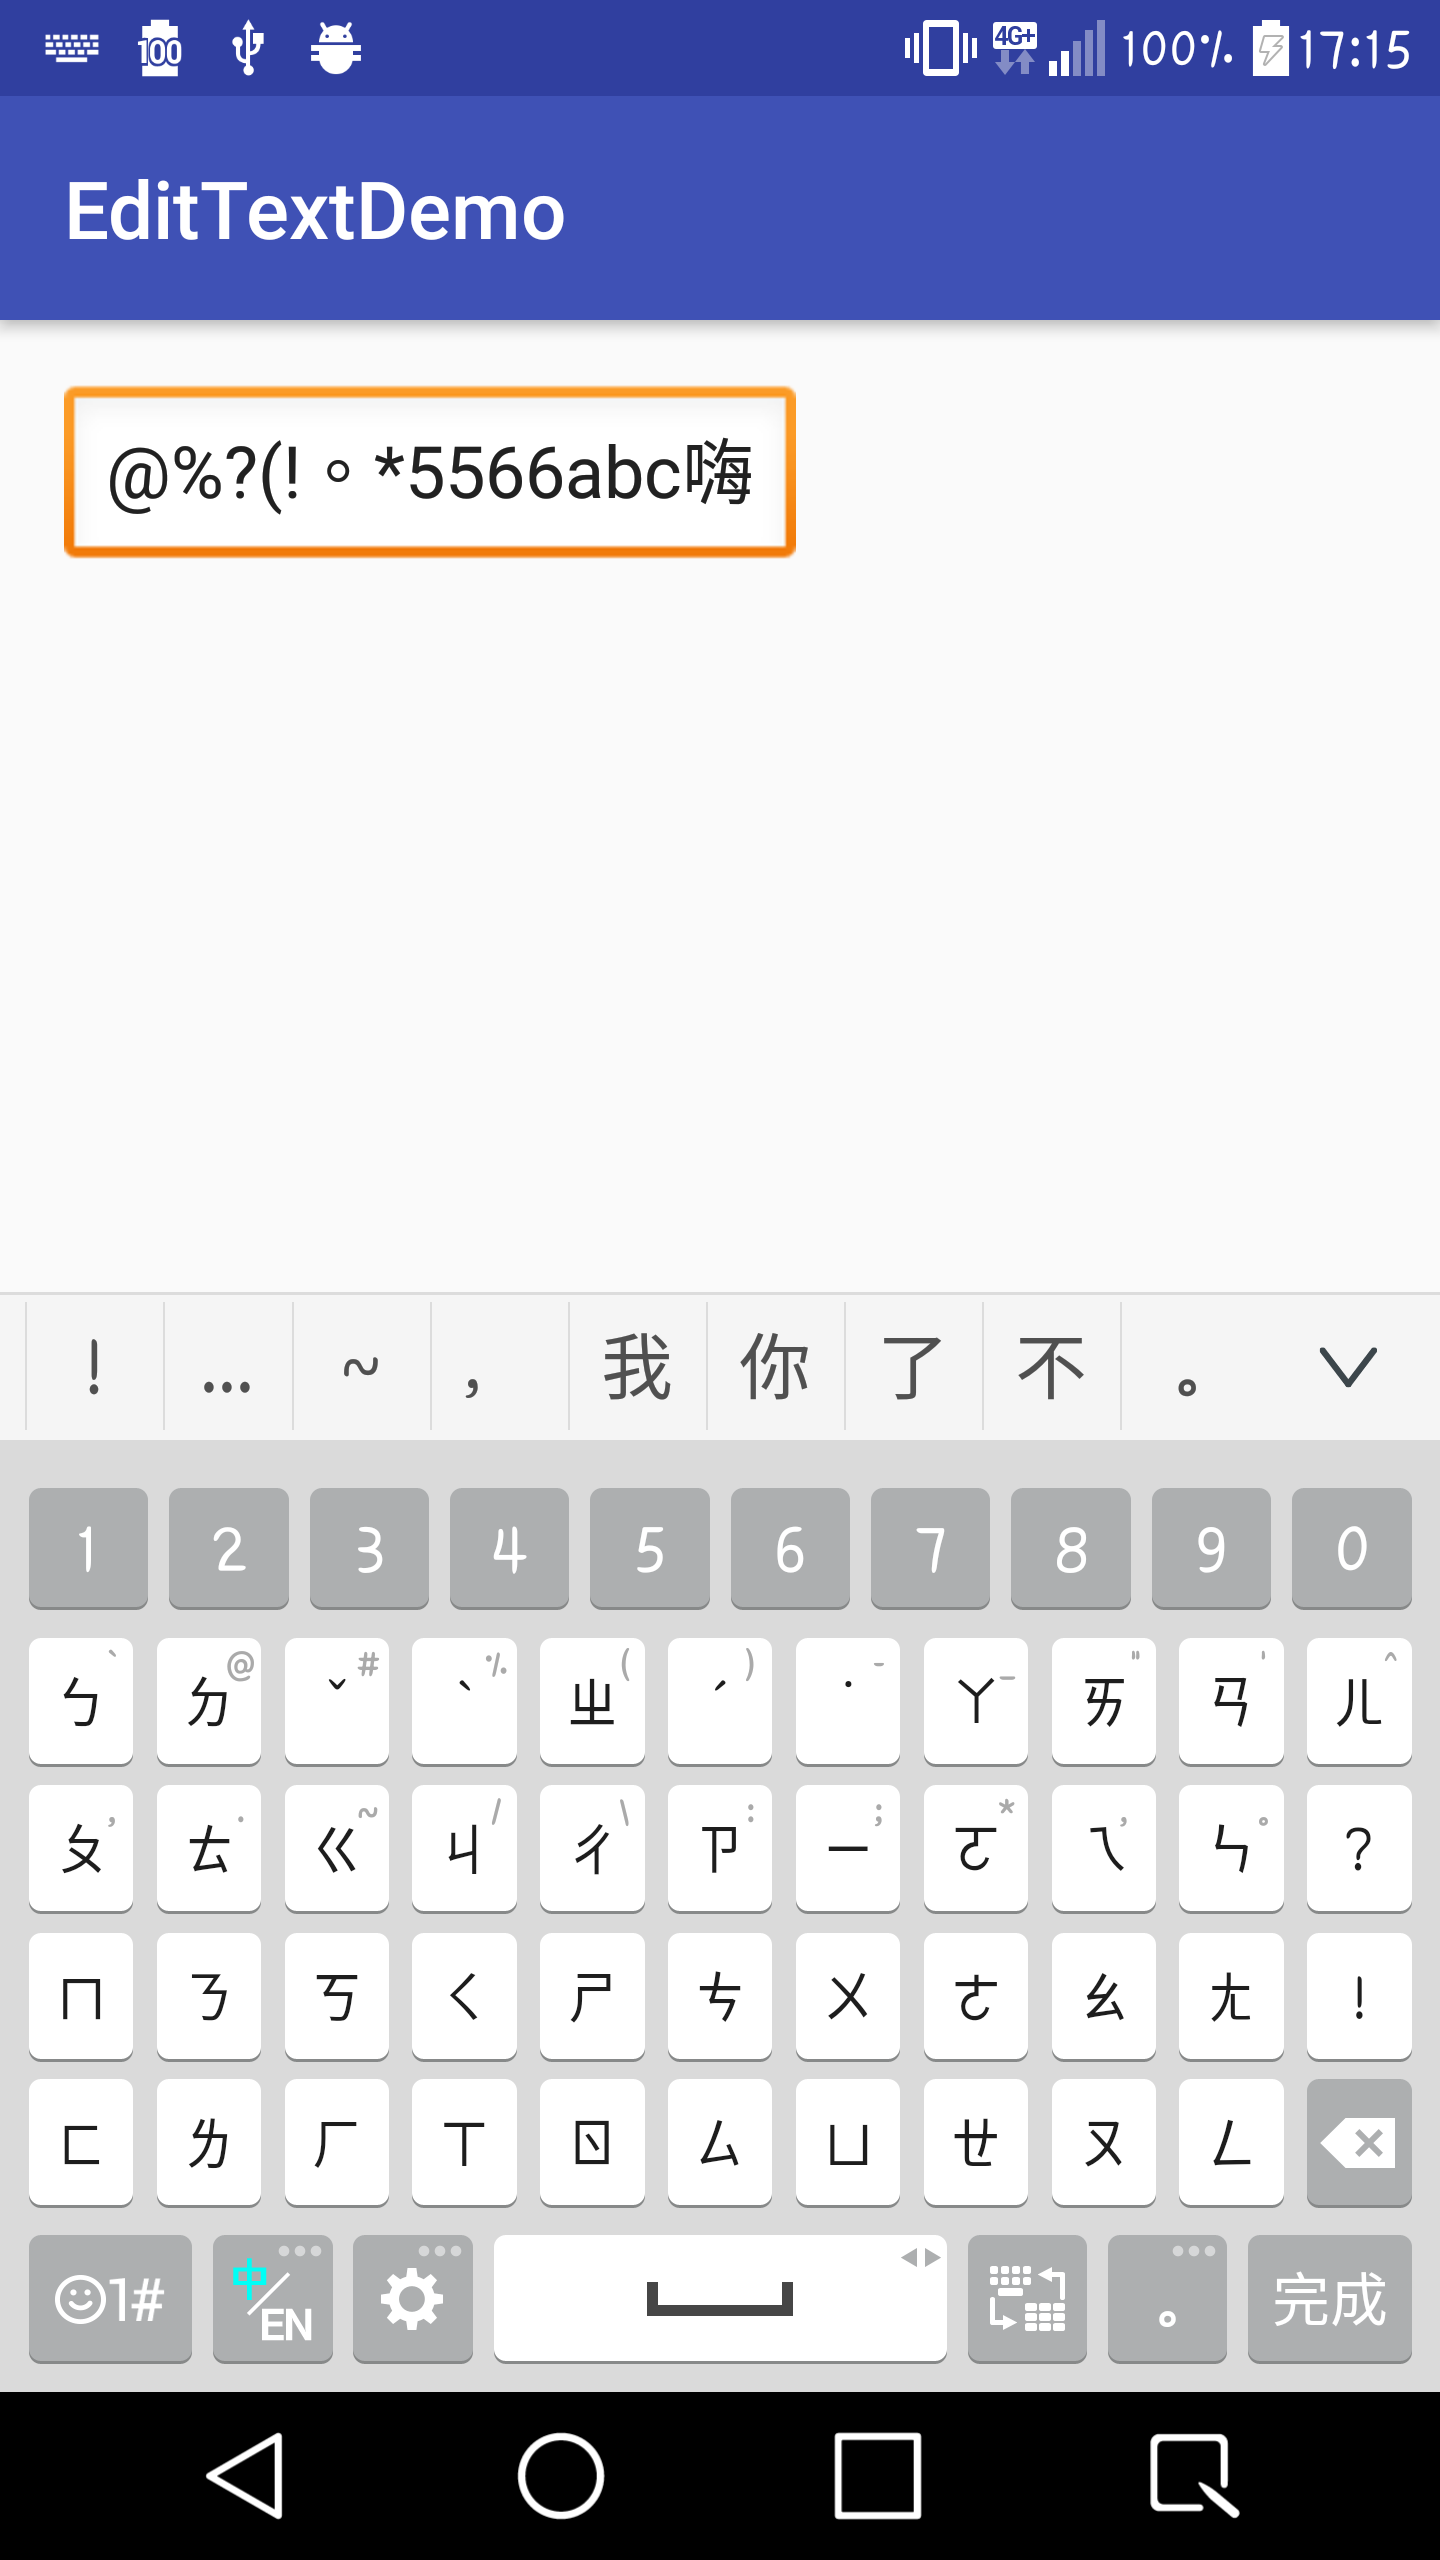 100 4G+ 100% 17:15
EditTextDemo
@%?(!。*5566abc嗨
! ... ~ , 我 你 了 不 。
1 2 3 4 5 6 7 8 9 0
` @ # % ( ) - _ " ' ^
ㄅ ㄉ ˇ ˋ ㄓ ˊ ˙ ㄚ ㄞ ㄢ ㄦ
, . ~ / \ : ; * , 。
ㄆ ㄊ ㄍ ㄐ ㄔ ㄗ ㄧ ㄛ ㄟ ㄣ ?
ㄇ ㄋ ㄎ ㄑ ㄕ ㄘ ㄨ ㄜ ㄠ ㄤ !
ㄈ ㄌ ㄏ ㄒ ㄖ ㄙ ㄩ ㄝ ㄡ ㄥ
1# 中/EN 。 完成